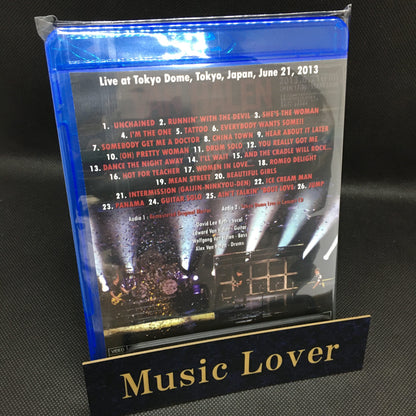 Live at Tokyo Dome, Tokyo, Japan, June 21, 2013
1. UNCHAINED 2. RUNNIN' WITH THE DEVIL 3. SHE'S THE WOMAN
4. I'M THE ONE 5. TATTOO 6. EVERYBODY WANTS SOME!!
7. SOMEBODY GET ME A DOCTOR 8. CHINA TOWN 9. HEAR ABOUT IT LATER
10. (OH) PRETTY WOMAN 11. DRUM SOLO 12. YOU REALLY GOT ME
13. DANCE THE NIGHT AWAY 14. I'LL WAIT 15. AND THE CRADLE WILL ROCK...
16. HOT FOR TEACHER 17. WOMEN IN LOVE... 18. ROMEO DELIGHT
19. MEAN STREET 20. BEAUTIFUL GIRLS
21. INTERMISSION (GAIJIN-NINKYOU-DEN) 22. ICE CREAM MAN
23. PANAMA 24. GUITAR SOLO 25. AIN'T TALKIN' 'BOUT LOVE 26. JUMP
Audio 1 - Audio 2 -
David Lee Roth - Vocal
Edward Van Halen - Guitar
Wolfgang Van Halen - Bass
Alex Van Halen - Drums
VIDEO
Music Lover